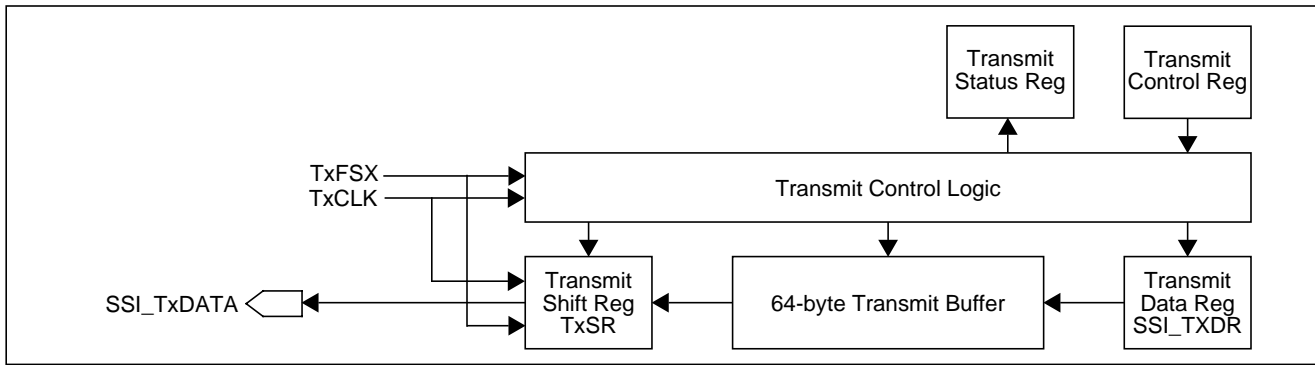 Transmit
Status Reg
Transmit
Control Reg
TxFSX
TxCLK
Transmit Control Logic
SSI_TxDATA
Transmit
Shift Reg
TxSR
64-byte Transmit Buffer
Transmit
Data Reg
SSI_TXDR